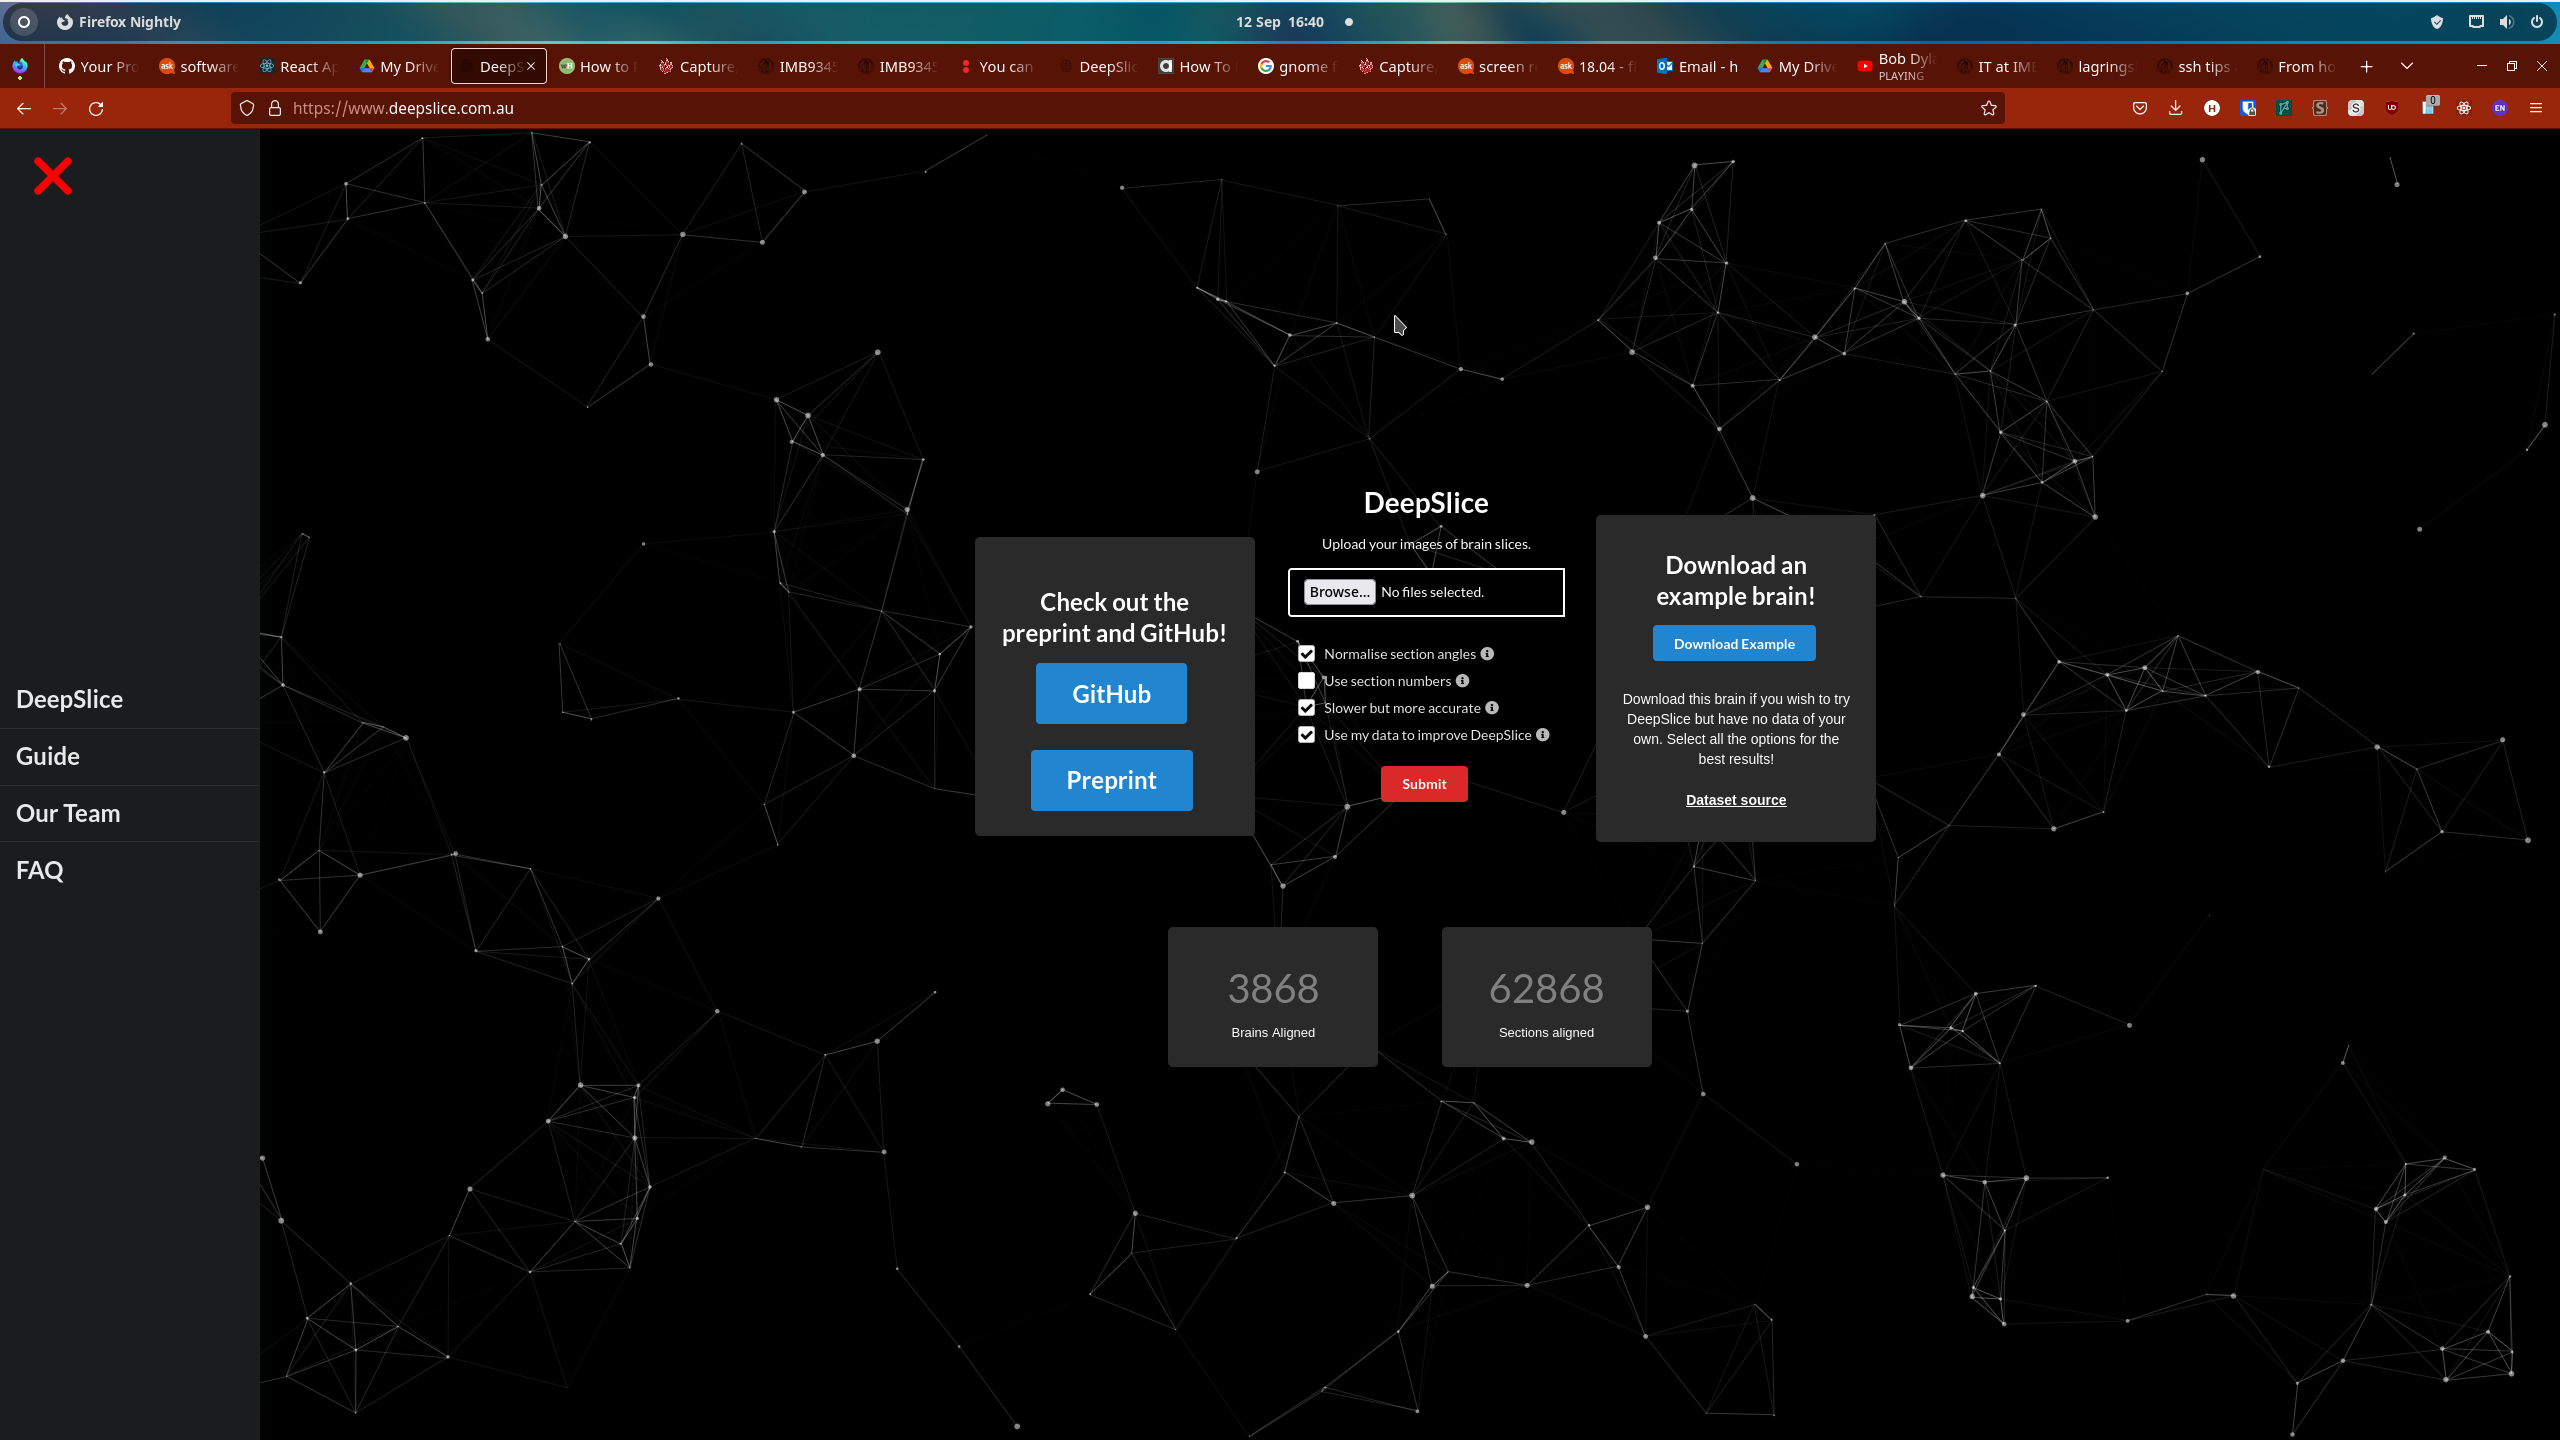 Firefox Nightly
12 Sep 16:40
Your Pro
software
React Ap
My Drive
DeepS
How to
Capture
IMB934
IMB934
You can
DeepSlic
How To
gnome f
Capture
screen r
18.04 - f
Email - h
My Drive
Bob Dyl
PLAYING
IT at IMB
lagrings
ssh tips
From ho
https://www.deepslice.com.au
0
EN
DeepSlice
Guide
Our Team
FAQ
Check out the
preprint and GitHub!
GitHub
Preprint
DeepSlice
Upload your images of brain slices.
Browse... No files selected.
Normalise section angles
Use section numbers
Slower but more accurate
Use my data to improve DeepSlice
Submit
Download an
example brain!
Download Example
Download this brain if you wish to try
DeepSlice but have no data of your
own. Select all the options for the
best results!
Dataset source
3868
Brains Aligned
62868
Sections aligned